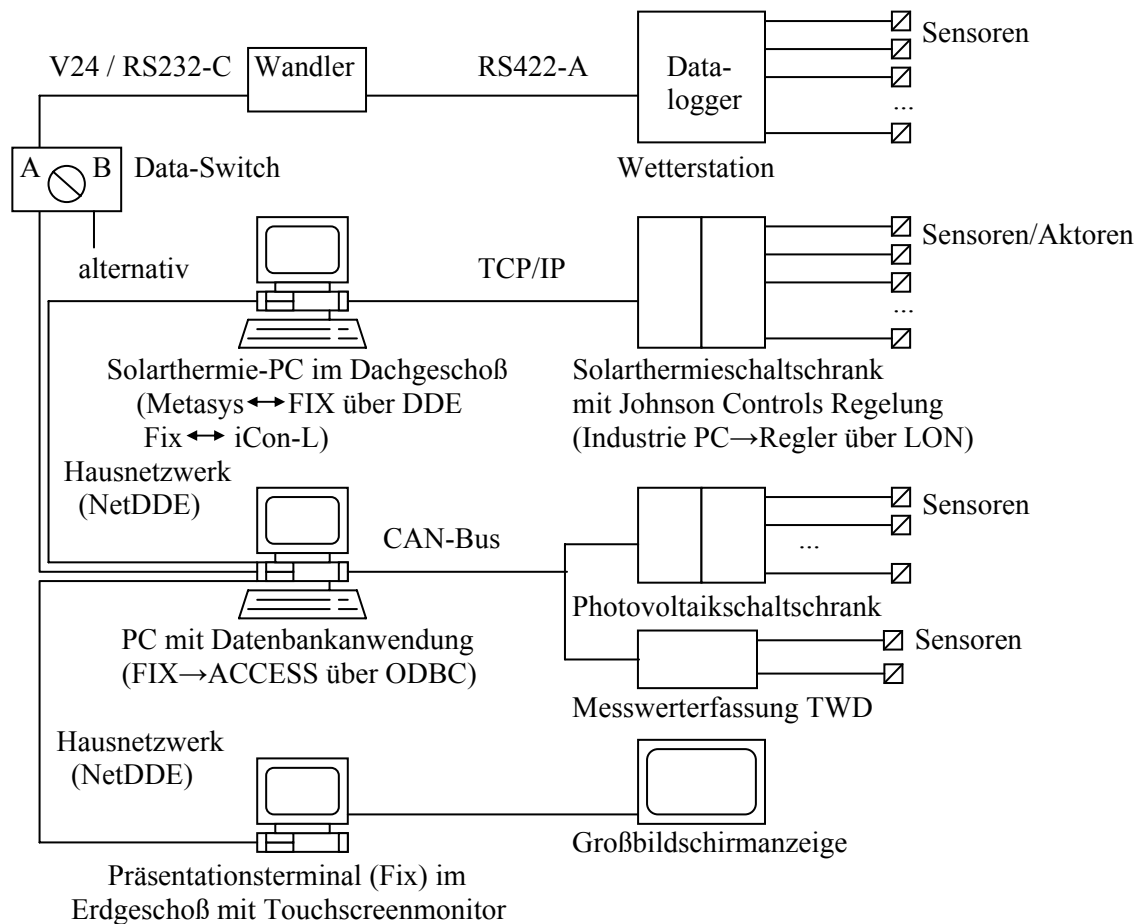 V24 / RS232-C
Wandler
RS422-A
Data-
logger
Sensoren
...
Wetterstation
A B
Data-Switch
alternativ
TCP/IP
Sensoren/Aktoren
...
Solarthermie-PC im Dachgeschoß
(Metasys↔FIX über DDE
Fix↔ iCon-L)
Solarthermieschaltschrank
mit Johnson Controls Regelung
(Industrie PC→Regler über LON)
Hausnetzwerk
(NetDDE)
CAN-Bus
Sensoren
...
Photovoltaikschaltschrank
PC mit Datenbankanwendung
(FIX→ACCESS über ODBC)
Sensoren
Messwerterfassung TWD
Hausnetzwerk
(NetDDE)
Großbildschirmanzeige
Präsentationsterminal (Fix) im
Erdgeschoß mit Touchscreenmonitor